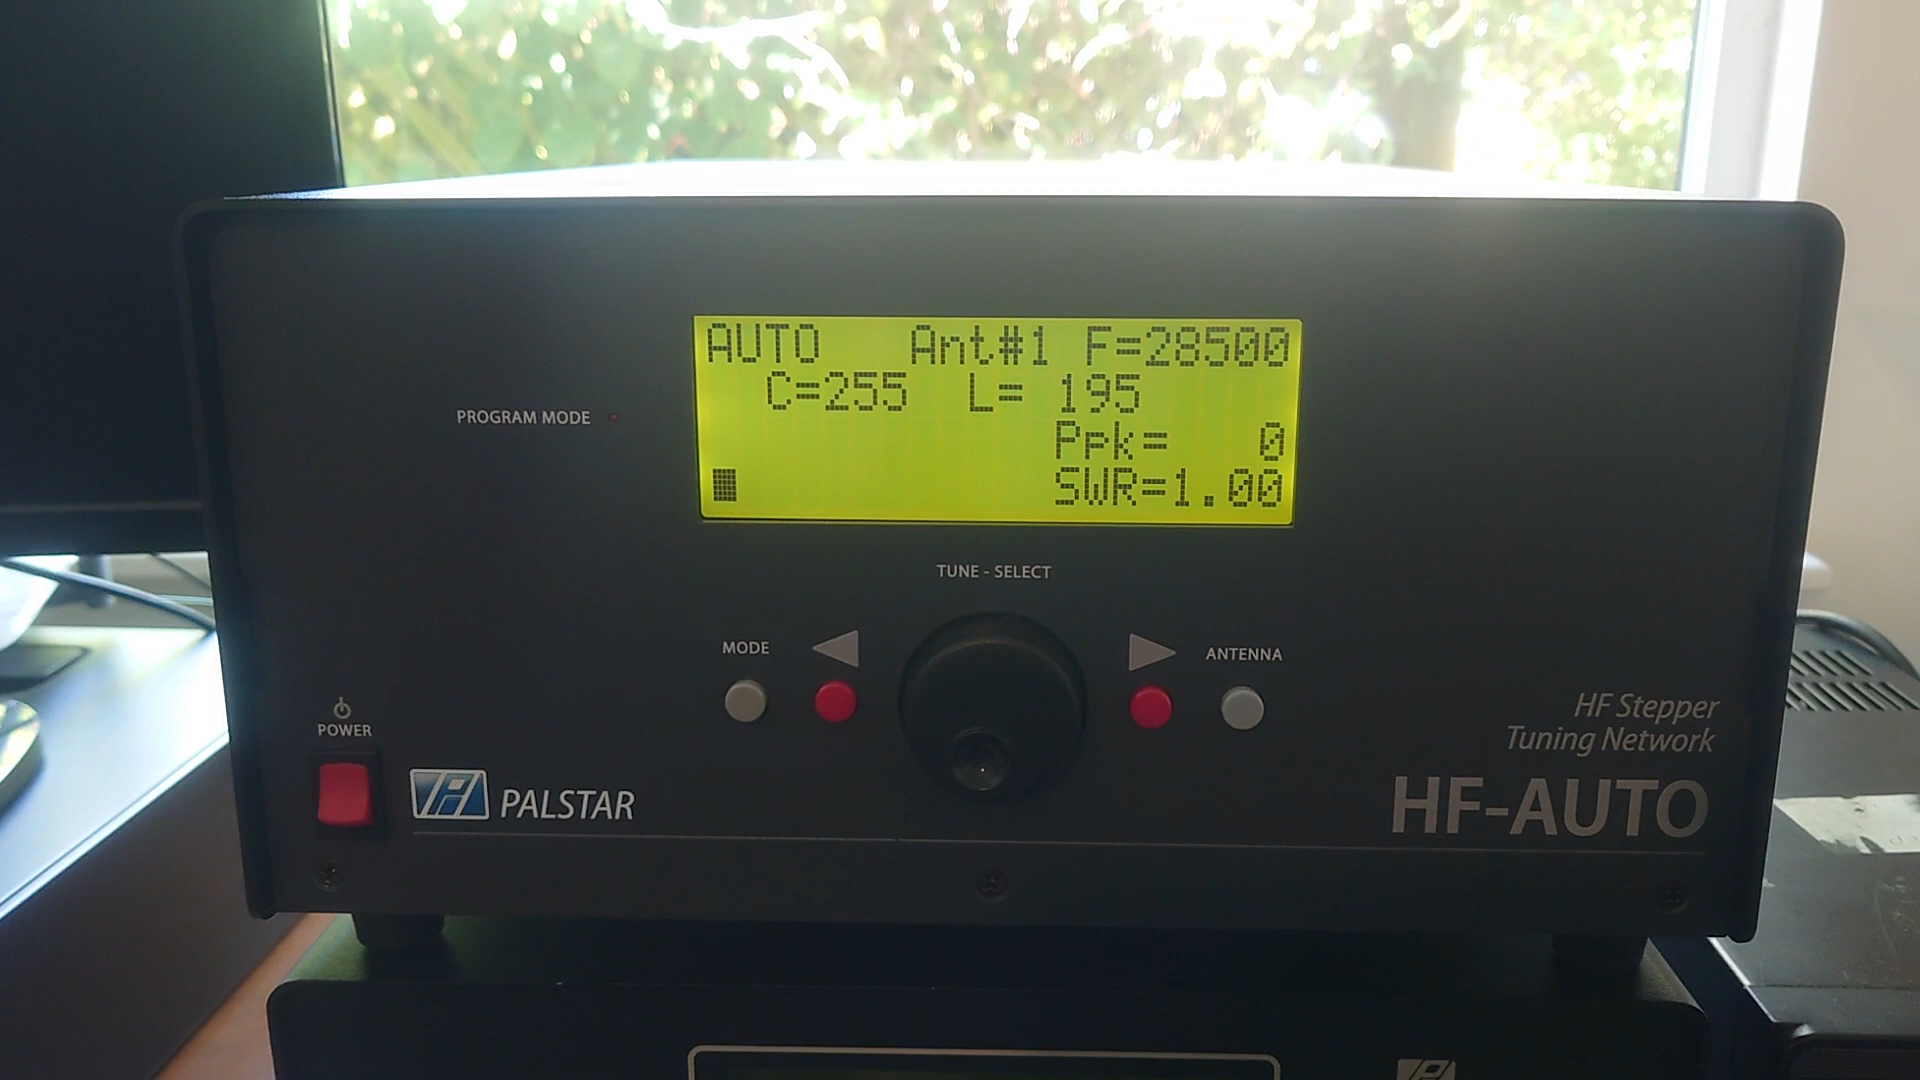 AUTO Ant#1 F=28500
C=255 L= 195
Ppk= 0
SWR=1.00
PROGRAM MODE
TUNE - SELECT
MODE
ANTENNA
POWER
PALSTAR
HF Stepper
Tuning Network
HF-AUTO